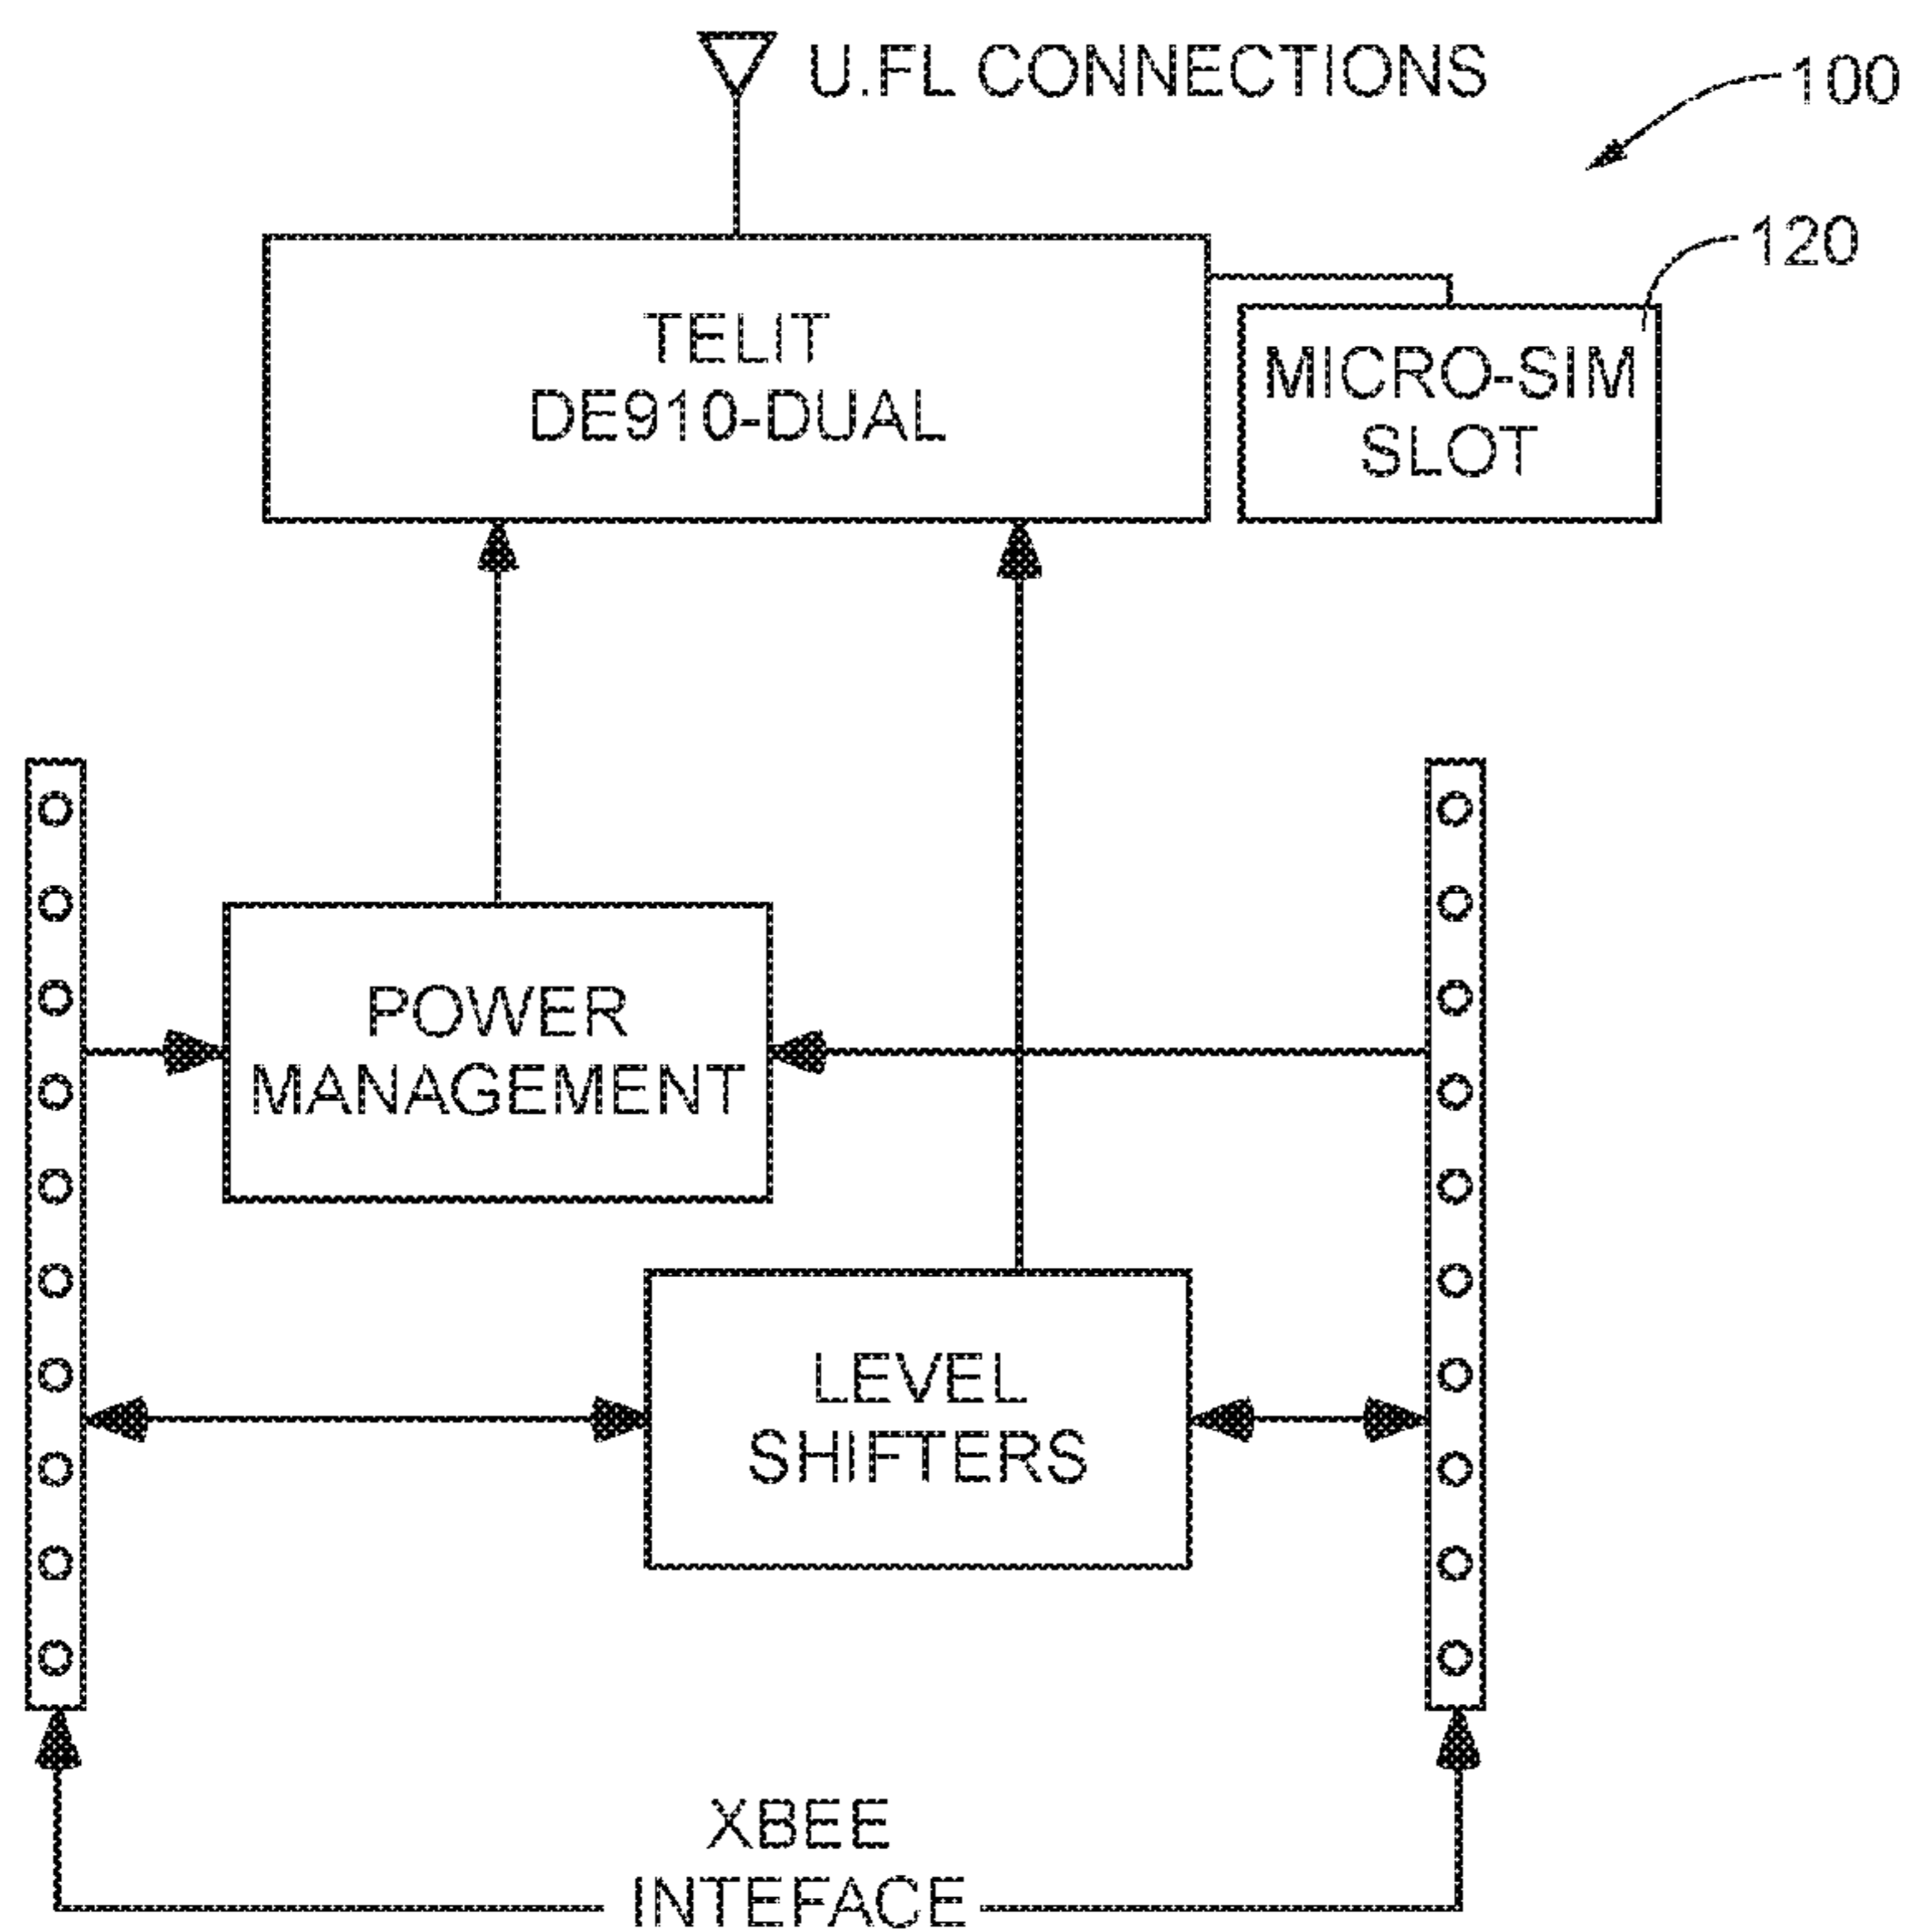 U.FL CONNECTIONS
100
120
TELIT
DE910-DUAL
MICRO-SIM
SLOT
POWER
MANAGEMENT
LEVEL
SHIFTERS
XBEE
INTEFACE